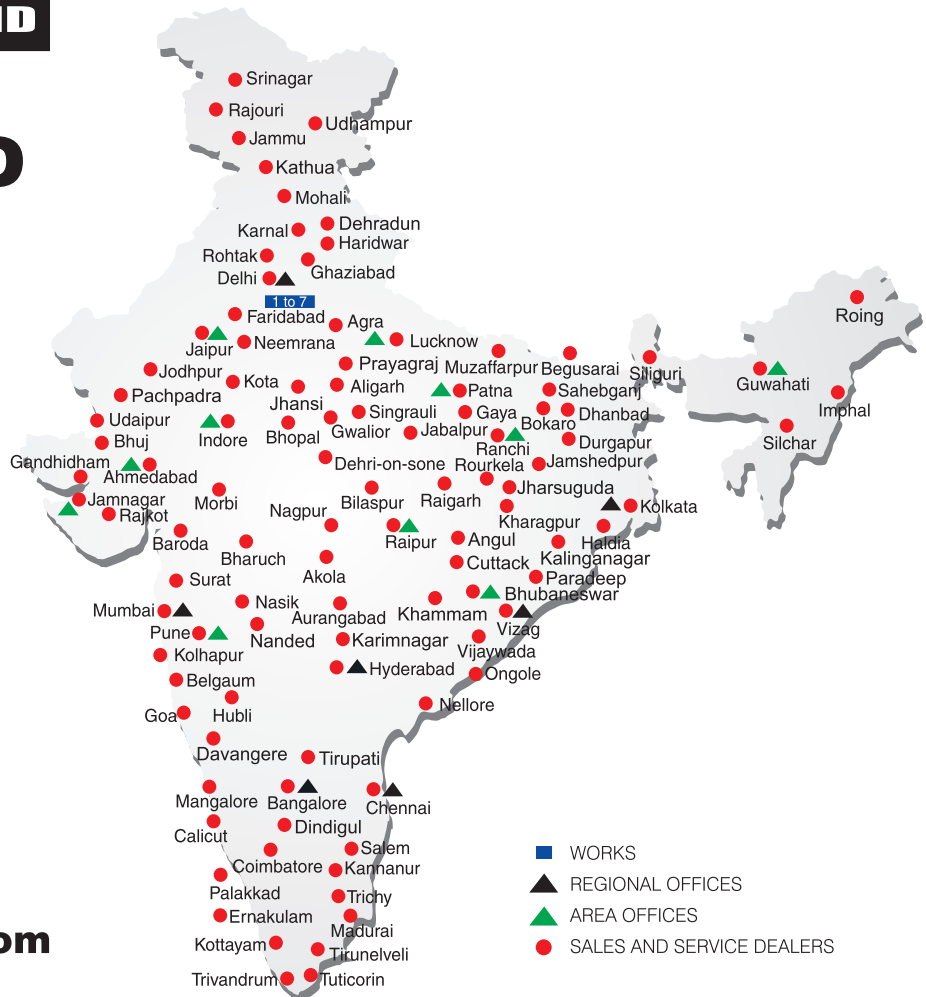 ND
D
Srinagar
Rajouri
Udhampur
Jammu
Kathua
Mohali
Dehradun
Karnal
Haridwar
Rohtak
Ghaziabad
Delhi
1 to 7
Roing
Faridabad
Agra
Neemrana
Lucknow
Jaipur
Prayagraj
Muzaffarpur
Begusarai
Siliguri
Jodhpur
Guwahati
Kota
Aligarh
Pachpadra
Jhansi
Patna
Sahebganj
Imphal
Udaipur
Singrauli
Gaya
Dhanbad
Bokaro
Indore
Bhopal
Gwalior
Jabalpur
Bhuj
Ranchi
Durgapur
Silchar
Gandhidham
Ahmedabad
Dehri-on-sone
Rourkela
Jamshedpur
Jamnagar
Morbi
Bilaspur
Raigarh
Jharsuguda
Rajkot
Nagpur
Kharagpur
Kolkata
Baroda
Bharuch
Raipur
Angul
Haldia
Kalinganagar
Cuttack
Surat
Akola
Paradeep
Bhubaneswar
Mumbai
Nasik
Aurangabad
Khammam
Vizag
Pune
Nanded
Karimnagar
Vijaywada
Kolhapur
Hyderabad
Ongole
Belgaum
Goa
Hubli
Nellore
Davangere
Tirupati
Mangalore
Bangalore
Chennai
Calicut
Dindigul
Salem
Coimbatore
Kannanur
Palakkad
Trichy
Ernakulam
Madurai
Kottayam
Tirunelveli
Trivandrum
Tuticorin
WORKS
REGIONAL OFFICES
AREA OFFICES
SALES AND SERVICE DEALERS
om